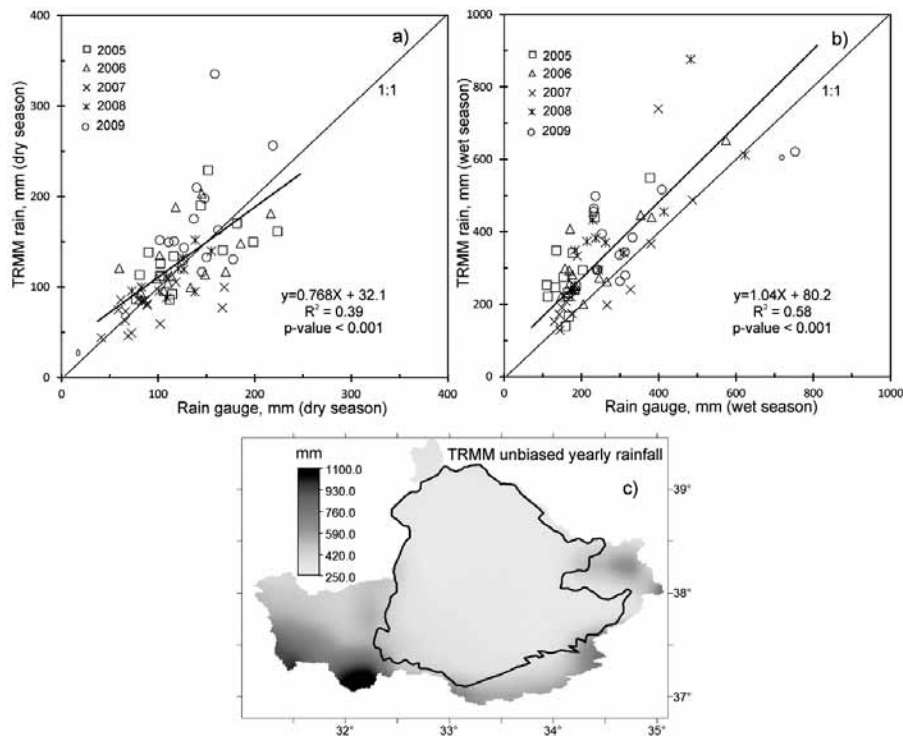 a)
400
300
200
100
0
TRMM rain, mm (dry season)
2005
2006
2007
2008
2009
1:1
y=0.768X + 32.1
R² = 0.39
p-value < 0.001
0 100 200 300 400
Rain gauge, mm (dry season)
b)
1000
800
600
400
200
0
TRMM rain, mm (wet season)
2005
2006
2007
2008
2009
1:1
y=1.04X + 80.2
R² = 0.58
p-value < 0.001
0 200 400 600 800 1000
Rain gauge, mm (wet season)
mm
TRMM unbiased yearly rainfall
c)
1100.0
930.0
760.0
590.0
420.0
250.0
39°
38°
37°
32° 33° 34° 35°